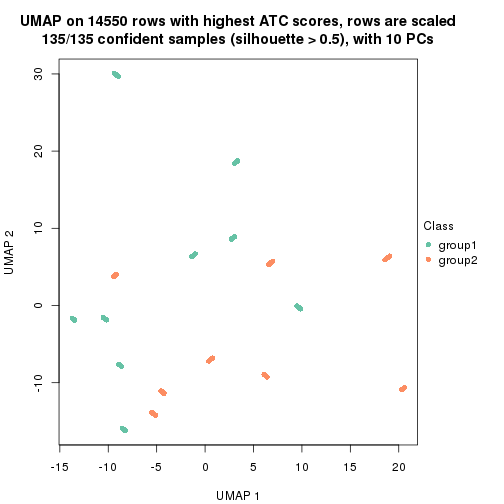 UMAP on 14550 rows with highest ATC scores, rows are scaled
135/135 confident samples (silhouette > 0.5), with 10 PCs
30
20
10
0
-10
UMAP 2
-15 -10 -5 0 5 10 15 20
UMAP 1
Class
group1
group2